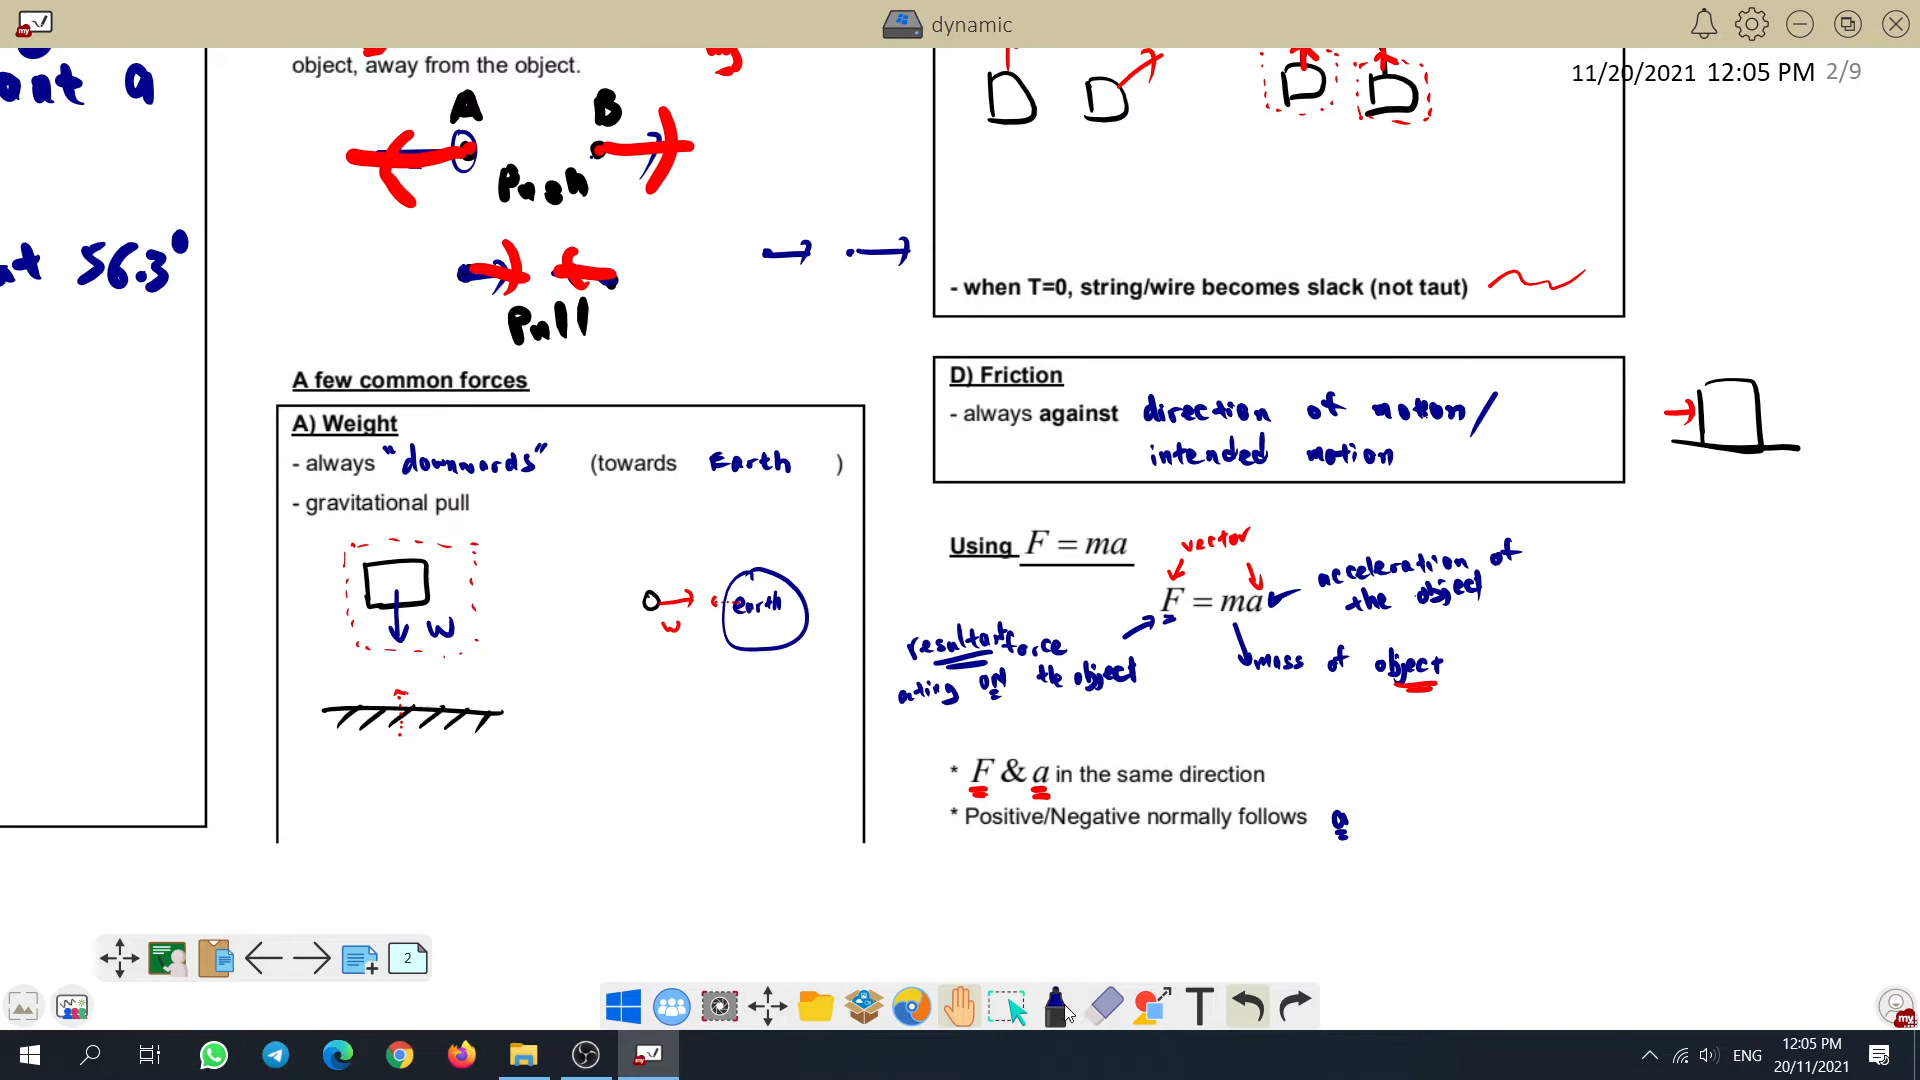 dynamic
11/20/2021 12:05 PM 2/9
ant a
at 56.3°
object, away from the object.
A B
Push
Pull
A few common forces
A) Weight
- always "downwards" (towards Earth )
- gravitational pull
W
W
earth
- when T=0, string/wire becomes slack (not taut)
D) Friction
- always against direction of motion/
intended motion
Using F = ma
vector
F = ma
acceleration of
the object
resultant force
acting on the object
mass of object
* F & a in the same direction
* Positive/Negative normally follows a
2
T
my
ENG
12:05 PM
20/11/2021